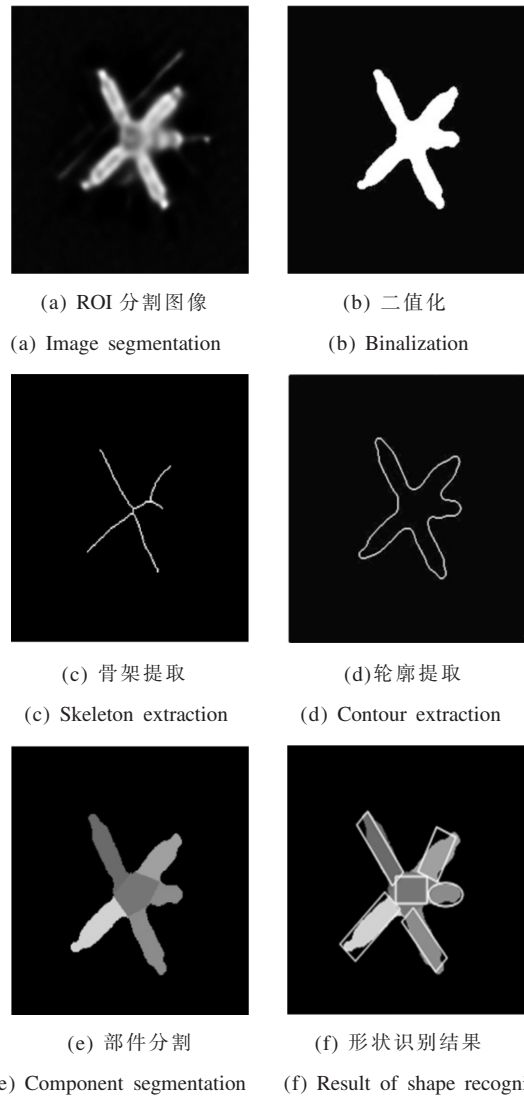 (a) ROI 分割图像
(b) 二值化
(a) Image segmentation
(b) Binalization
(c) 骨架提取
(d)轮廓提取
(c) Skeleton extraction
(d) Contour extraction
(e) 部件分割
(f) 形状识别结果
e) Component segmentation
(f) Result of shape recogni